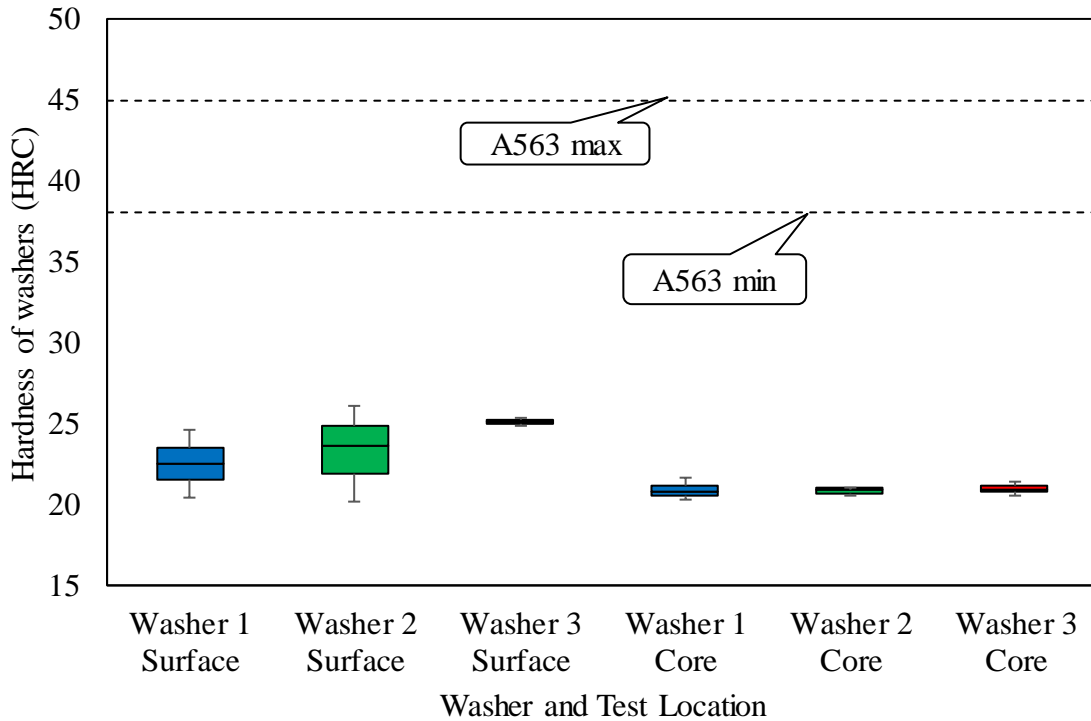 50
45
40
35
30
25
20
15
Hardness of washers (HRC)
A563 max
A563 min
Washer 1
Surface
Washer 2
Surface
Washer 3
Surface
Washer 1
Core
Washer 2
Core
Washer 3
Core
Washer and Test Location